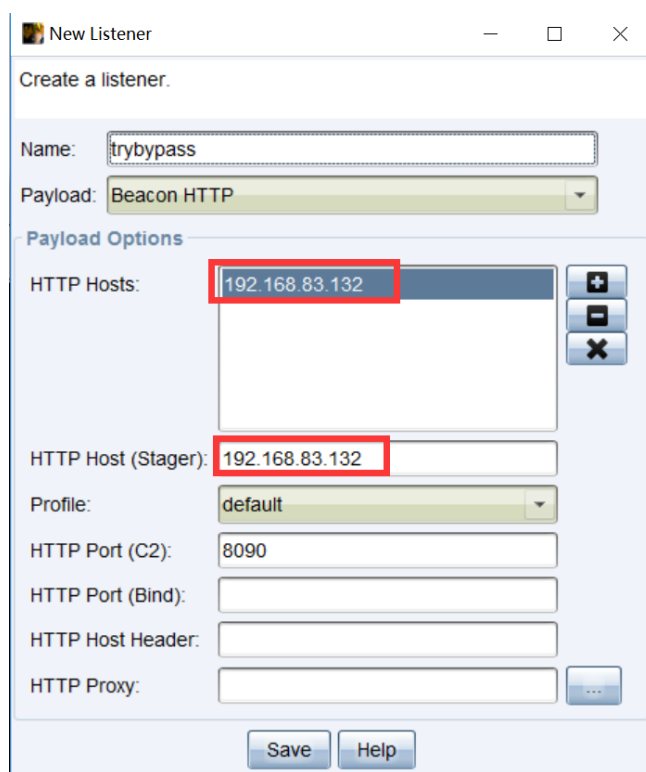 New Listener
Create a listener.
Name: trybypass
Payload: Beacon HTTP
Payload Options
HTTP Hosts: 192.168.83.132
HTTP Host (Stager): 192.168.83.132
Profile: default
HTTP Port (C2): 8090
HTTP Port (Bind):
HTTP Host Header:
HTTP Proxy: ...
Save Help